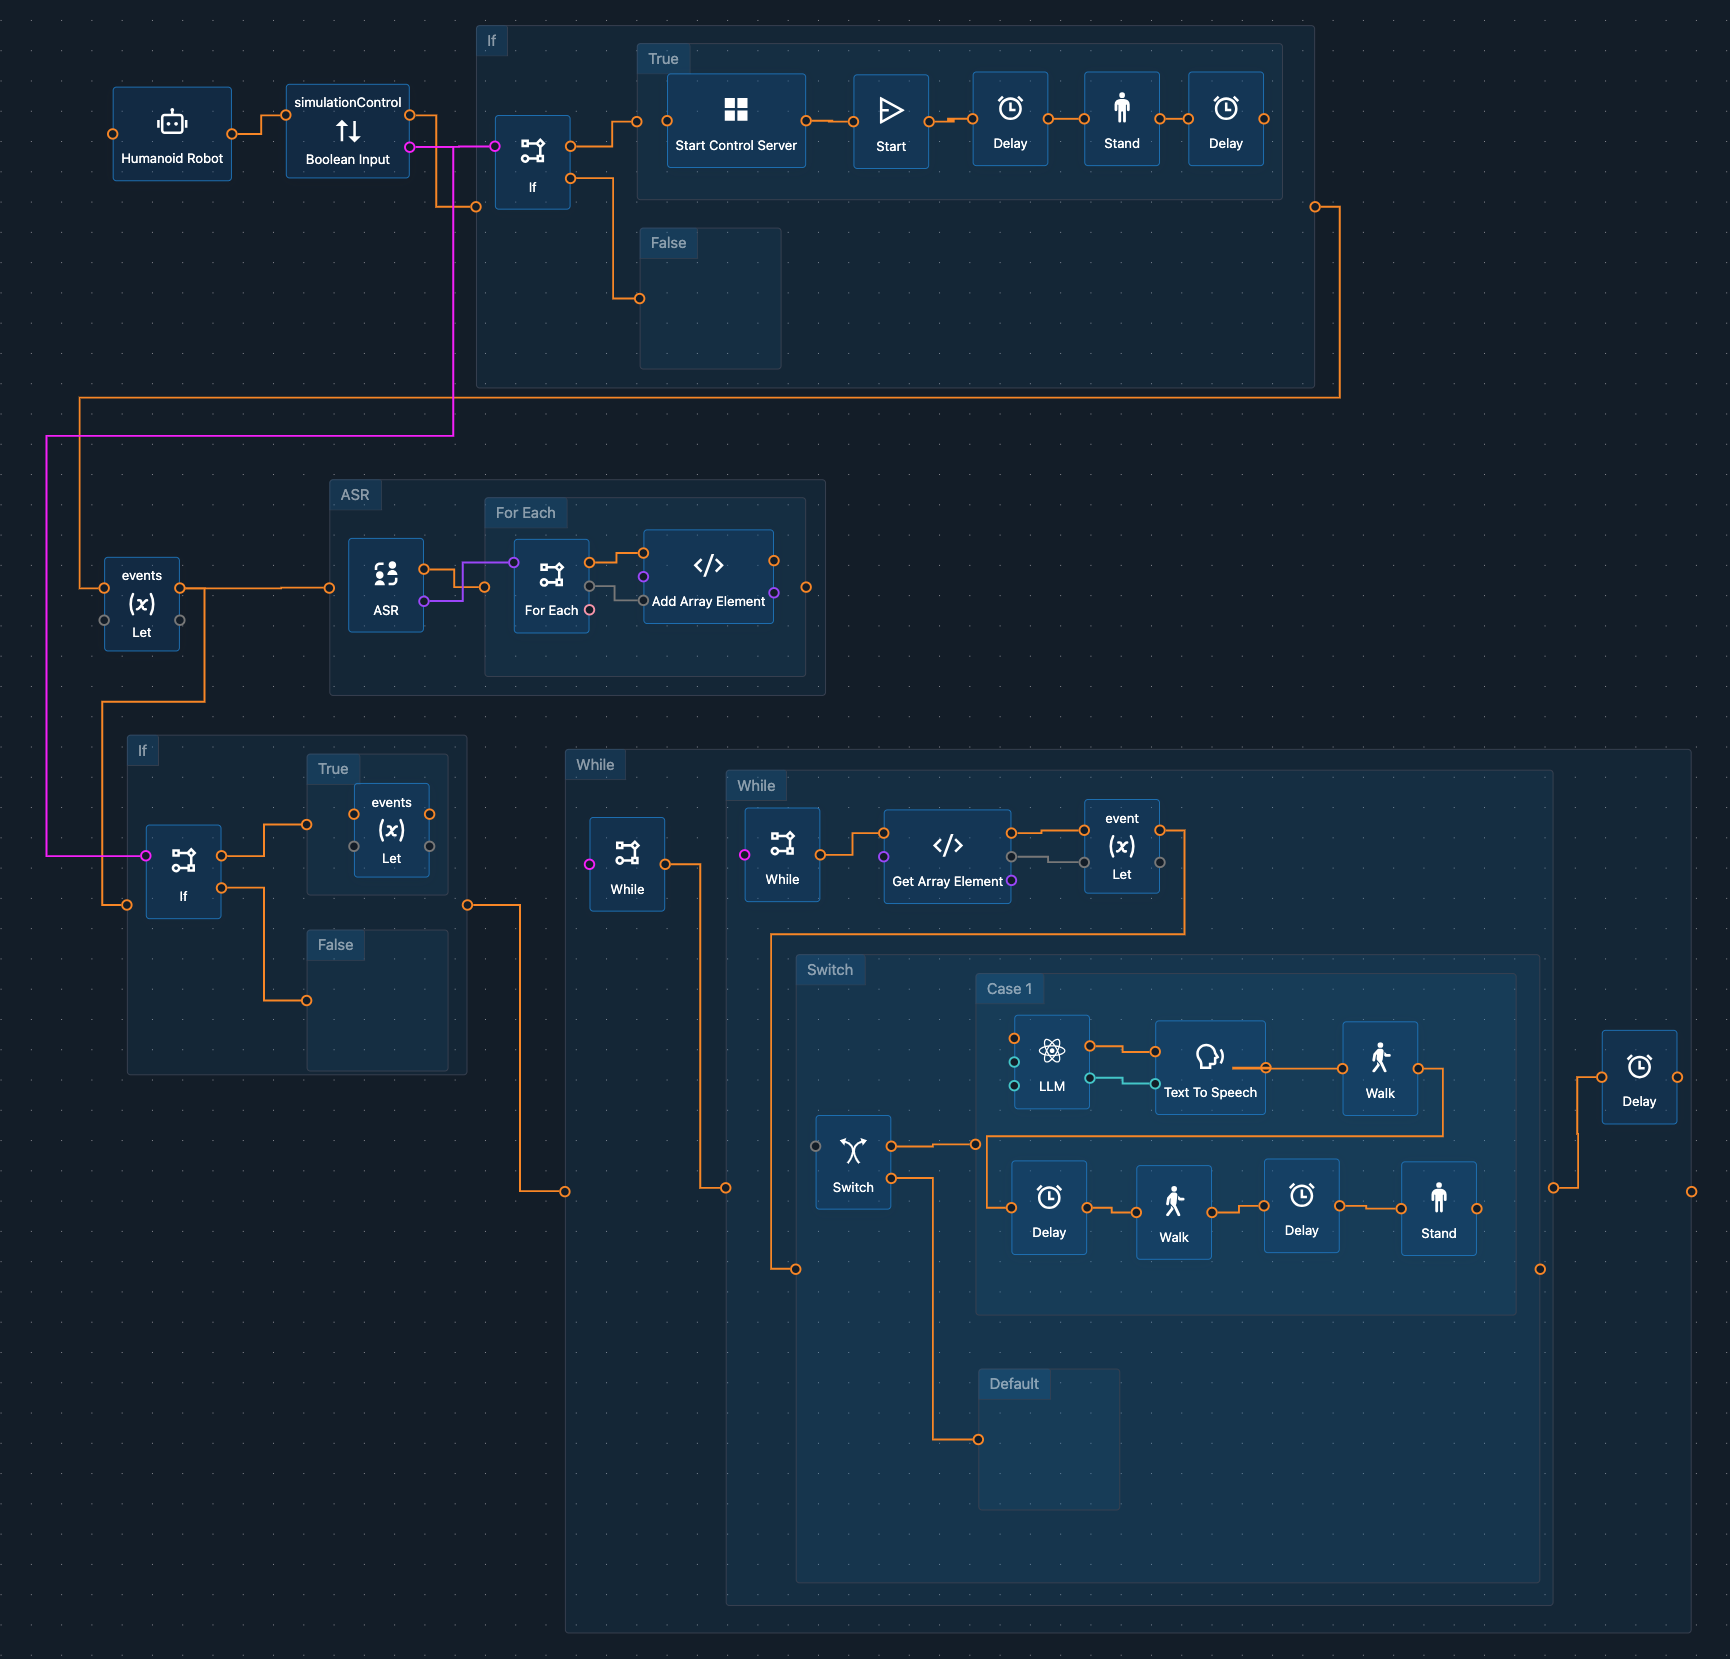 If
True
simulationControl
Humanoid Robot
Boolean Input
If
Start Control Server
Start
Delay
Stand
Delay
False
ASR
For Each
events
Let
ASR
For Each
Add Array Element
If
True
events
Let
If
False
While
While
While
While
Get Array Element
event
Let
Switch
Case 1
LLM
Text To Speech
Walk
Switch
Delay
Walk
Delay
Stand
Default
Delay